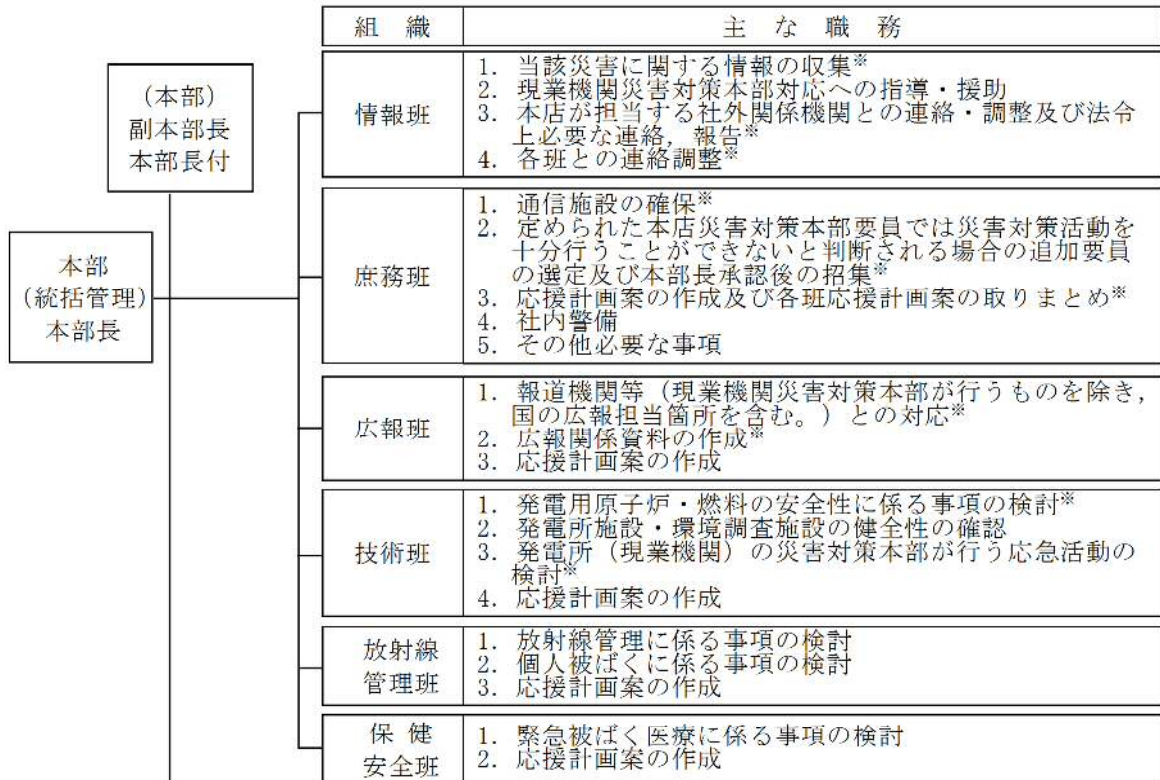 組 織
主 な 職 務
(本部)
副本部長
本部長付
本部
(統括管理)
本部長
情報班
1. 当該災害に関する情報の収集※
2. 現業機関災害対策本部対応への指導・援助
3. 本店が担当する社外関係機関との連絡・調整及び法令
上必要な連絡,報告※
4. 各班との連絡調整※
庶務班
1. 通信施設の確保※
2. 定められた本店災害対策本部要員では災害対策活動を
十分行うことができないと判断される場合の追加要員
の選定及び本部長承認後の招集※
3. 応援計画案の作成及び各班応援計画案の取りまとめ※
4. 社内警備
5. その他必要な事項
広報班
1. 報道機関等(現業機関災害対策本部が行うものを除き,
国の広報担当箇所を含む。)との対応※
2. 広報関係資料の作成※
3. 応援計画案の作成
技術班
1. 発電用原子炉・燃料の安全性に係る事項の検討※
2. 発電所施設・環境調査施設の健全性の確認
3. 発電所(現業機関)の災害対策本部が行う応急活動の
検討※
4. 応援計画案の作成
放射線
管理班
1. 放射線管理に係る事項の検討
2. 個人被ばくに係る事項の検討
3. 応援計画案の作成
保 健
安全班
1. 緊急被ばく医療に係る事項の検討
2. 応援計画案の作成